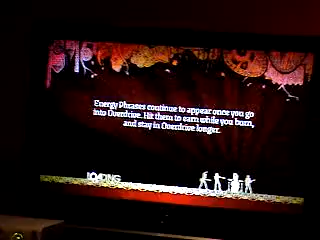 Energy Phrases continue to appear once you go
into Overdrive. Hit them to earn while you burn,
and stay in Overdrive longer.
LOADING